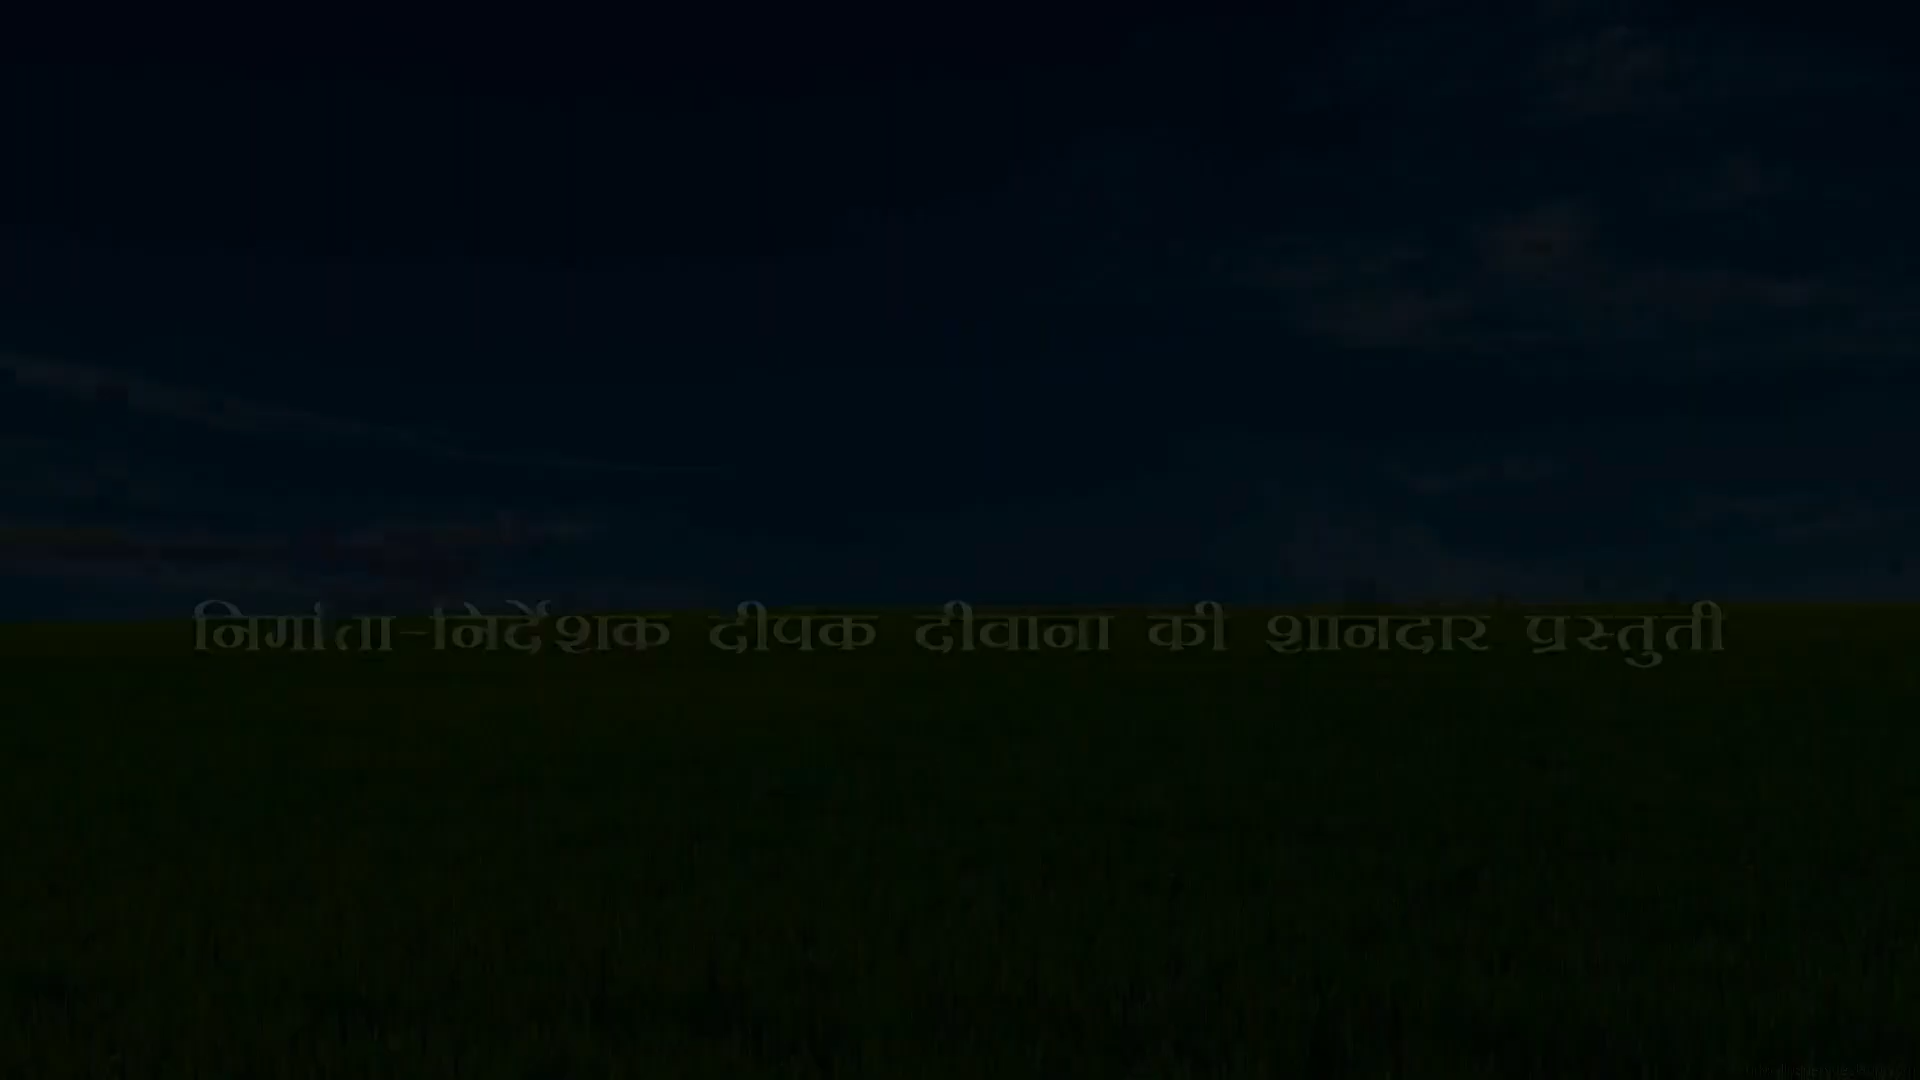 निर्माता-निर्देशक दीपक दीवाना की शानदार प्रस्तुती